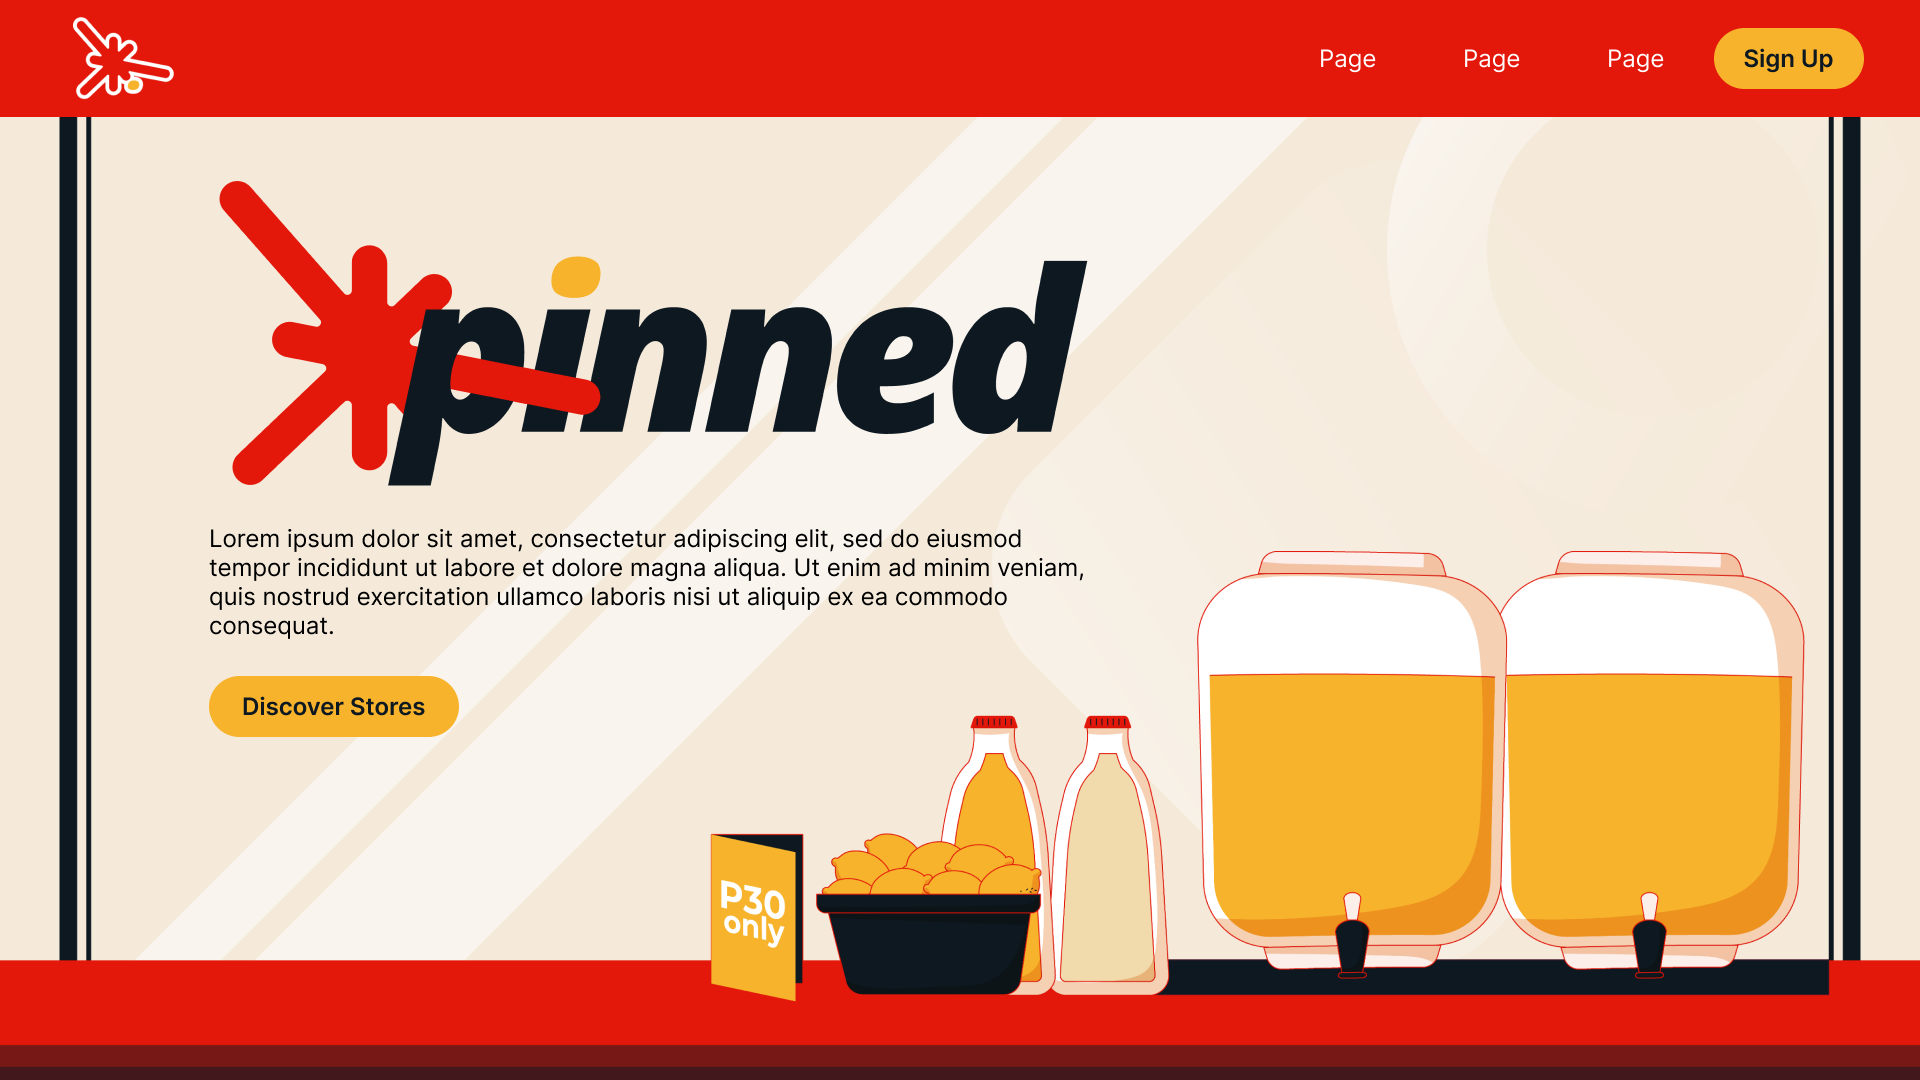 Page
Page
Page
Sign Up
pinned
Lorem ipsum dolor sit amet, consectetur adipiscing elit, sed do eiusmod
tempor incididunt ut labore et dolore magna aliqua. Ut enim ad minim veniam,
quis nostrud exercitation ullamco laboris nisi ut aliquip ex ea commodo
consequat.
Discover Stores
P30
only